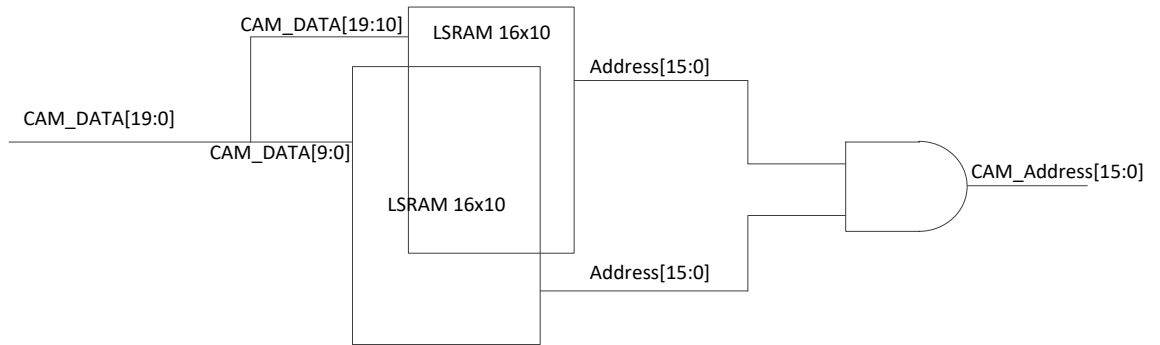 CAM_DATA[19:10]
LSRAM 16x10
Address[15:0]
CAM_DATA[19:0]
CAM_DATA[9:0]
CAM_Address[15:0]
LSRAM 16x10
Address[15:0]